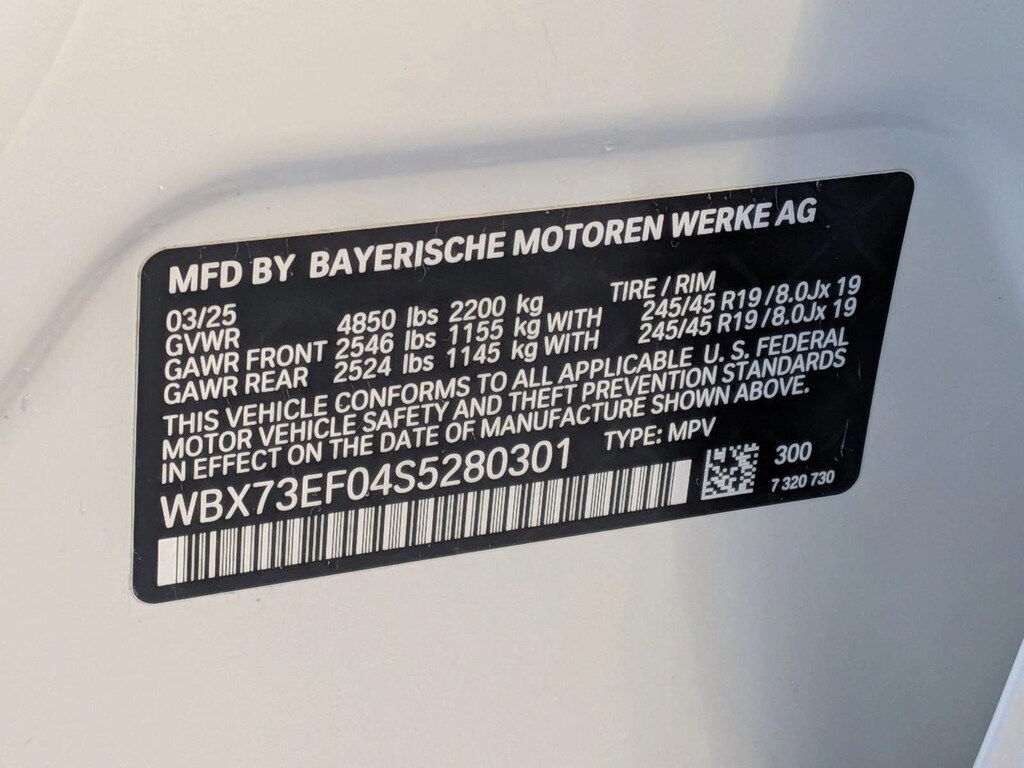 MFD BY BAYERISCHE MOTOREN WERKE AG
03/25 TIRE / RIM
GVWR 4850 lbs 2200 kg
GAWR FRONT 2546 lbs 1155 kg WITH 245/45 R19/8.0Jx 19
GAWR REAR 2524 lbs 1145 kg WITH 245/45 R19/8.0Jx 19
THIS VEHICLE CONFORMS TO ALL APPLICABLE U. S. FEDERAL
MOTOR VEHICLE SAFETY AND THEFT PREVENTION STANDARDS
IN EFFECT ON THE DATE OF MANUFACTURE SHOWN ABOVE.
WBX73EF04S5280301 TYPE: MPV
300
7 320 730